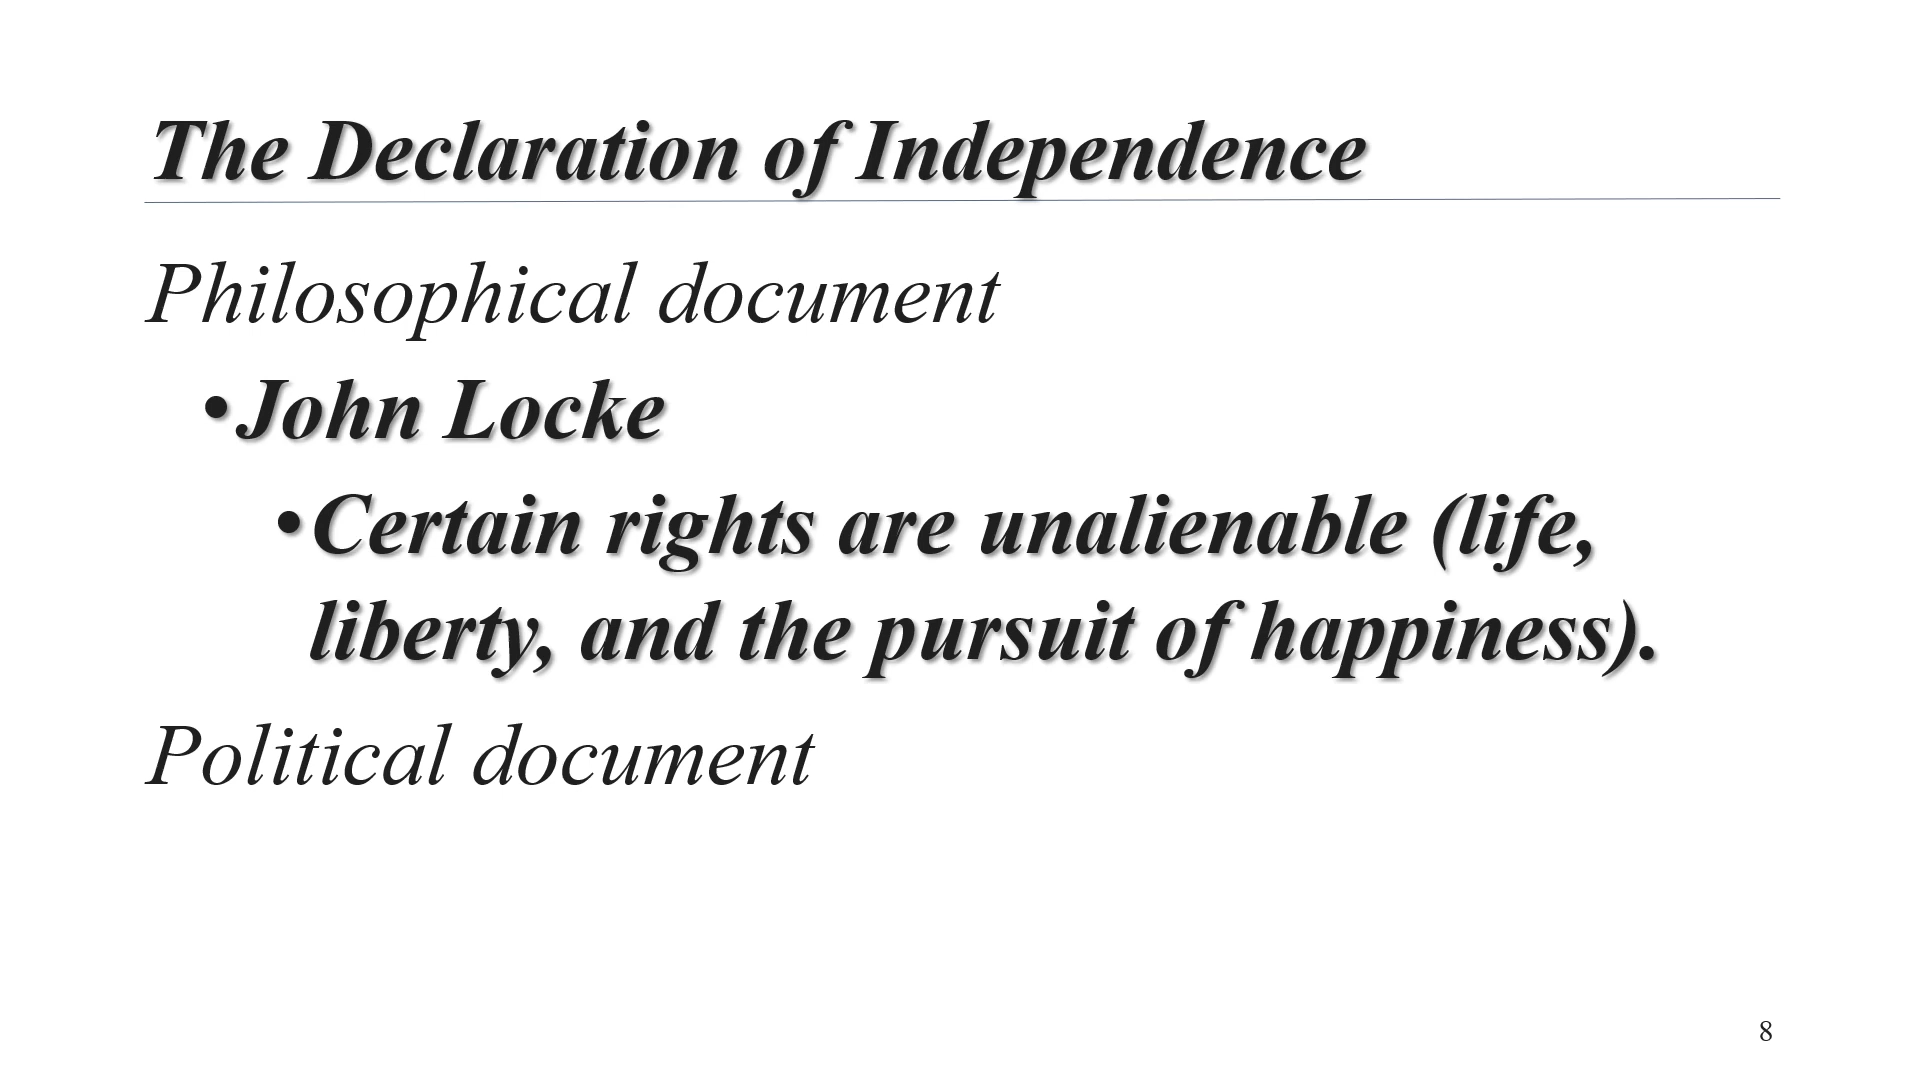 The Declaration of Independence
Philosophical document
•John Locke
•Certain rights are unalienable (life,
liberty, and the pursuit of happiness).
Political document
8